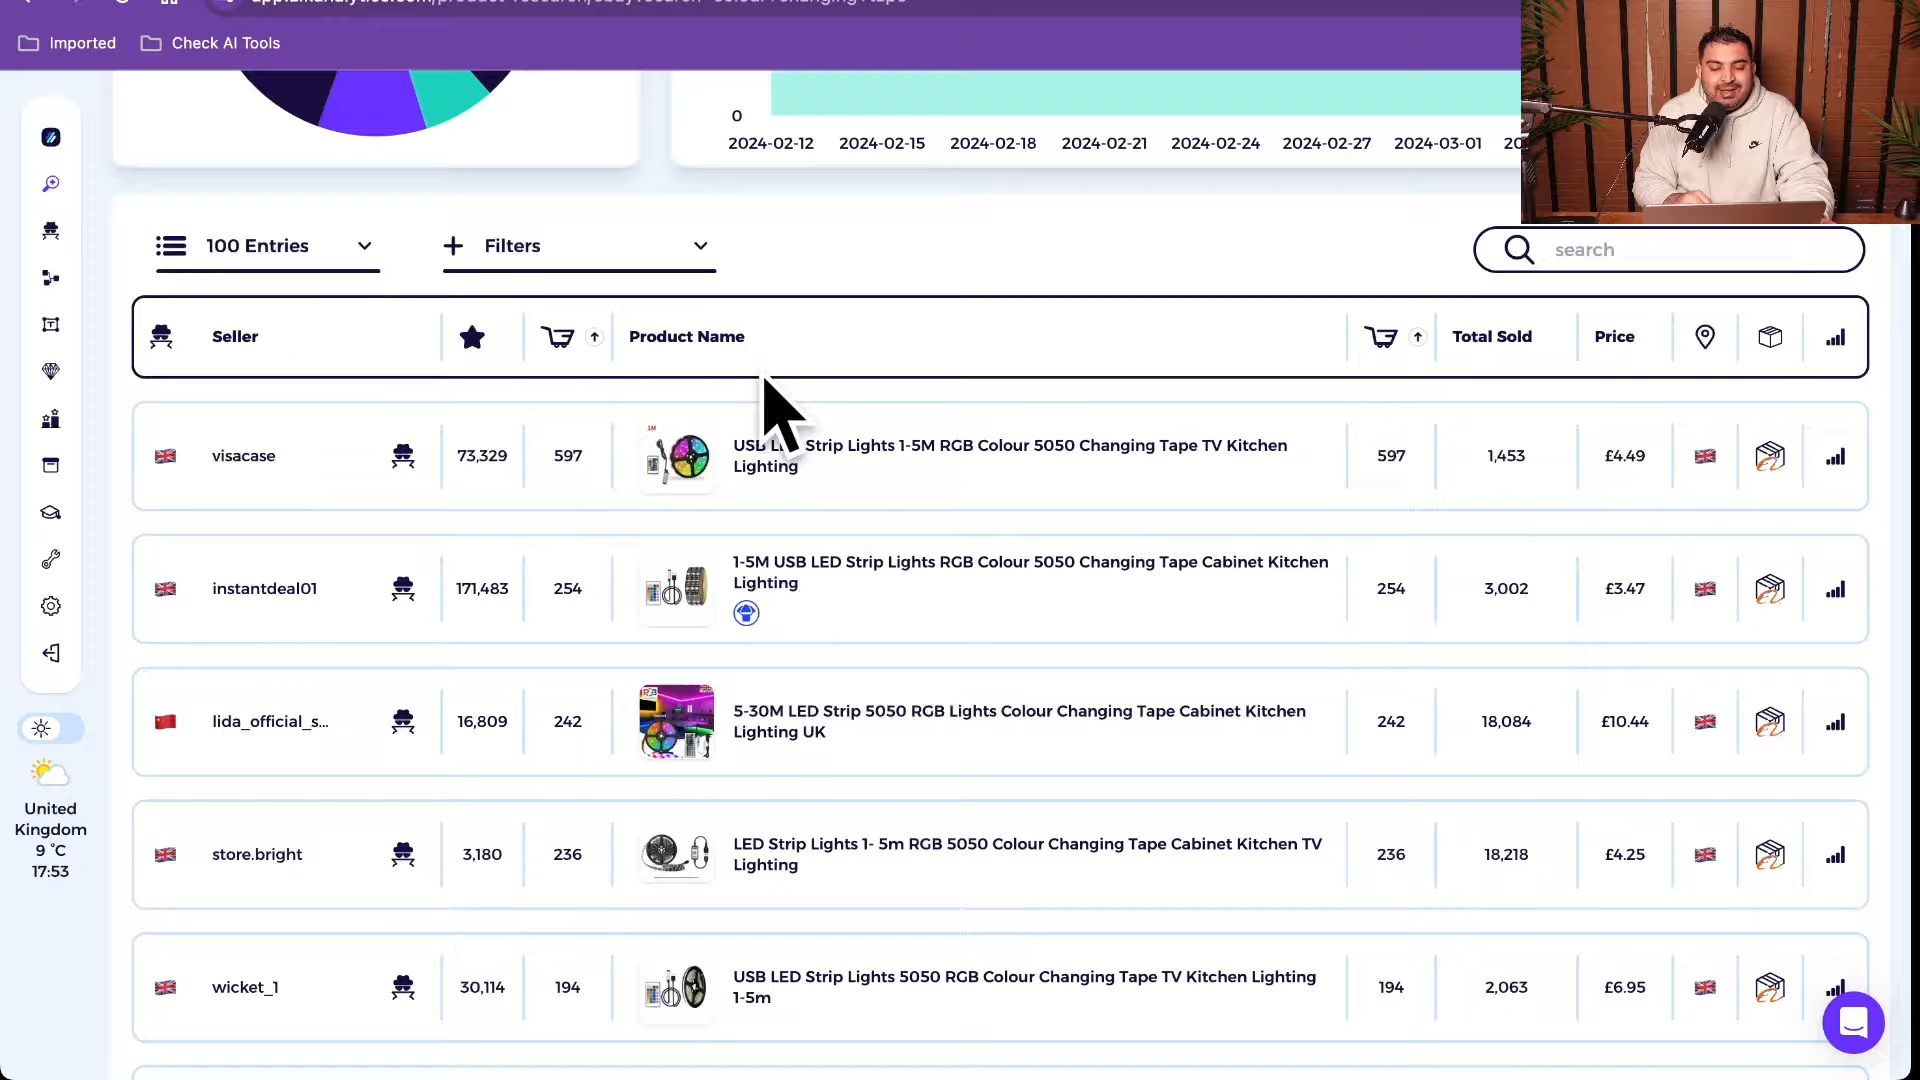 Imported
Check AI Tools
0
2024-02-12 2024-02-15 2024-02-18 2024-02-21 2024-02-24 2024-02-27 2024-03-01
100 Entries
Filters
search
Seller
Product Name
Total Sold
Price
visacase
73,329
597
Strip Lights 1-5M RGB Colour 5050 Changing Tape TV Kitchen
Lighting
597
1,453
£4.49
instantdeal01
171,483
254
1-5M USB LED Strip Lights RGB Colour 5050 Changing Tape Cabinet Kitchen
Lighting
254
3,002
£3.47
lida_official_s...
16,809
242
5-30M LED Strip 5050 RGB Lights Colour Changing Tape Cabinet Kitchen
Lighting UK
242
18,084
£10.44
store.bright
3,180
236
LED Strip Lights 1- 5m RGB 5050 Colour Changing Tape Cabinet Kitchen TV
Lighting
236
18,218
£4.25
wicket_1
30,114
194
USB LED Strip Lights 5050 RGB Colour Changing Tape TV Kitchen Lighting
1-5m
194
2,063
£6.95
United
Kingdom
9 °C
17:53